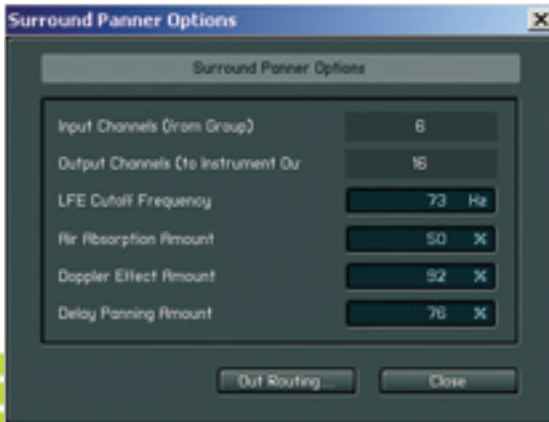 Surround Panner Options
Surround Panner Options
Input Channels (from Group) 6
Output Channels (to Instrument Ou 16
LFE Cutoff Frequency 73 Hz
Air Absorption Amount 50 %
Doppler Effect Amount 92 %
Delay Panning Amount 76 %
Out Routing... Close